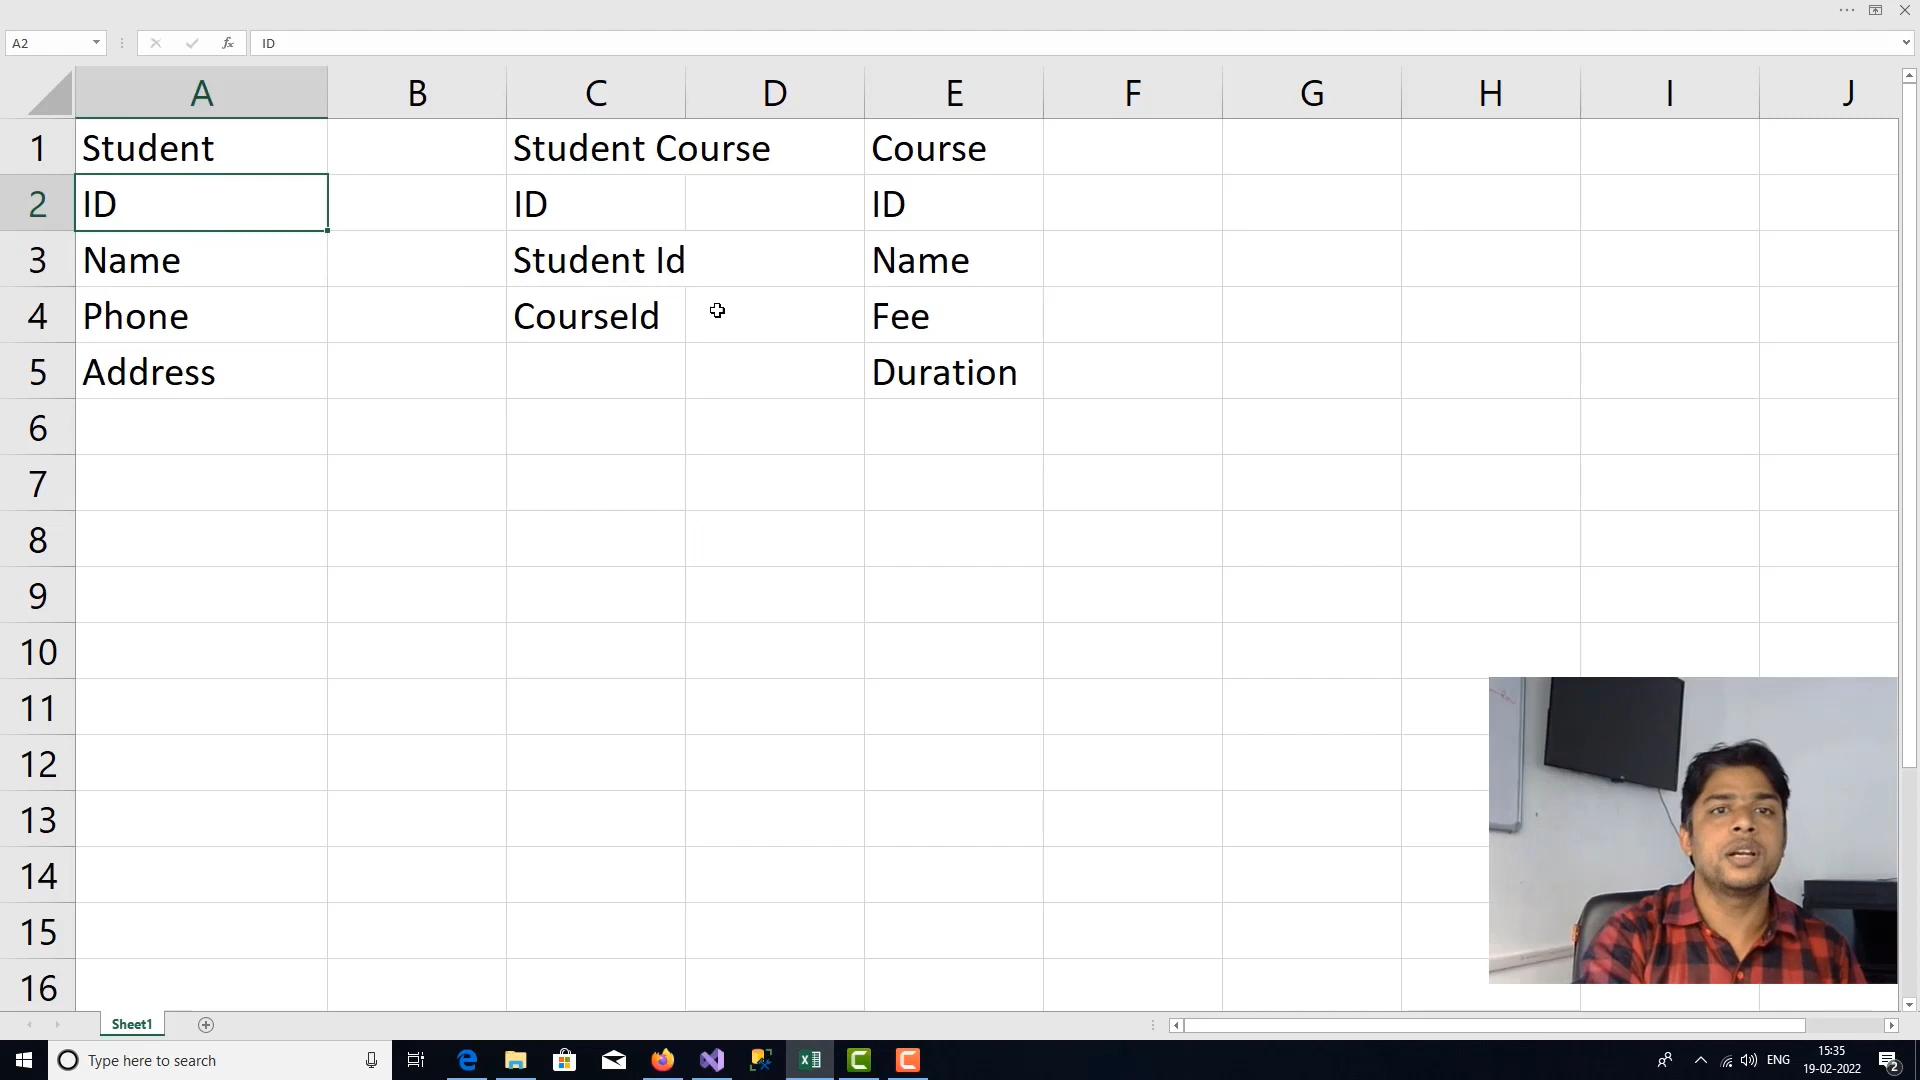 A2
ID
A B C D E F G H I J
1 Student Student Course Course
2 ID ID ID
3 Name Student Id Name
4 Phone CourseId Fee
5 Address Duration
6
7
8
9
10
11
12
13
14
15
16
Sheet1
Type here to search
ENG
15:35
19-02-2022
2